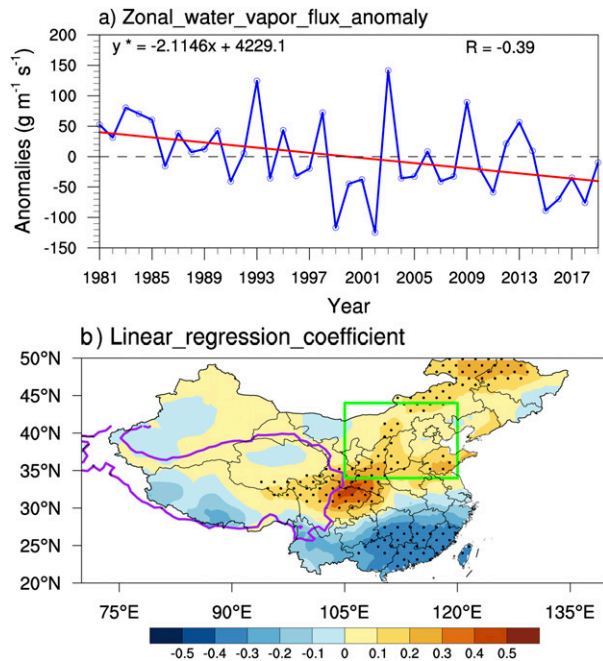 a) Zonal_water_vapor_flux_anomaly
y * = -2.1146x + 4229.1 R = -0.39
Anomalies (g m⁻¹ s⁻¹)
200
150
100
50
0
-50
-100
-150
1981 1985 1989 1993 1997 2001 2005 2009 2013 2017
Year
b) Linear_regression_coefficient
50°N
45°N
40°N
35°N
30°N
25°N
20°N
75°E 90°E 105°E 120°E 135°E
-0.5 -0.4 -0.3 -0.2 -0.1 0 0.1 0.2 0.3 0.4 0.5